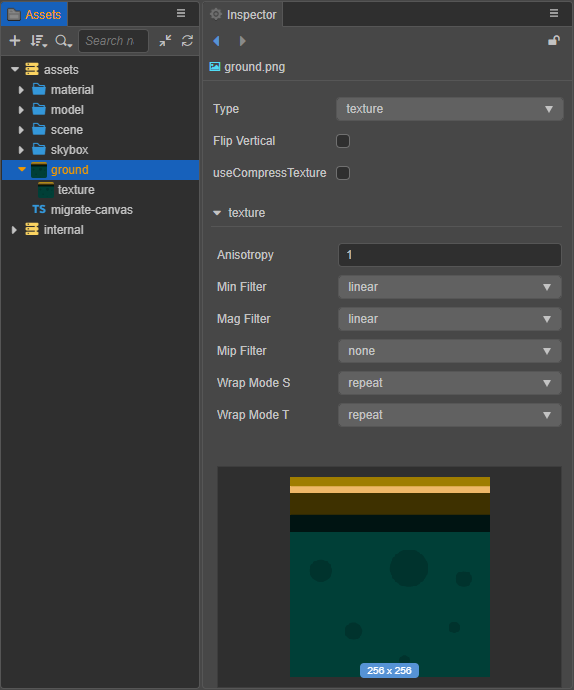 Assets
Search n
assets
material
model
scene
skybox
ground
texture
TS migrate-canvas
internal
Inspector
ground.png
Type texture
Flip Vertical
useCompressTexture
texture
Anisotropy 1
Min Filter linear
Mag Filter linear
Mip Filter none
Wrap Mode S repeat
Wrap Mode T repeat
256 x 256